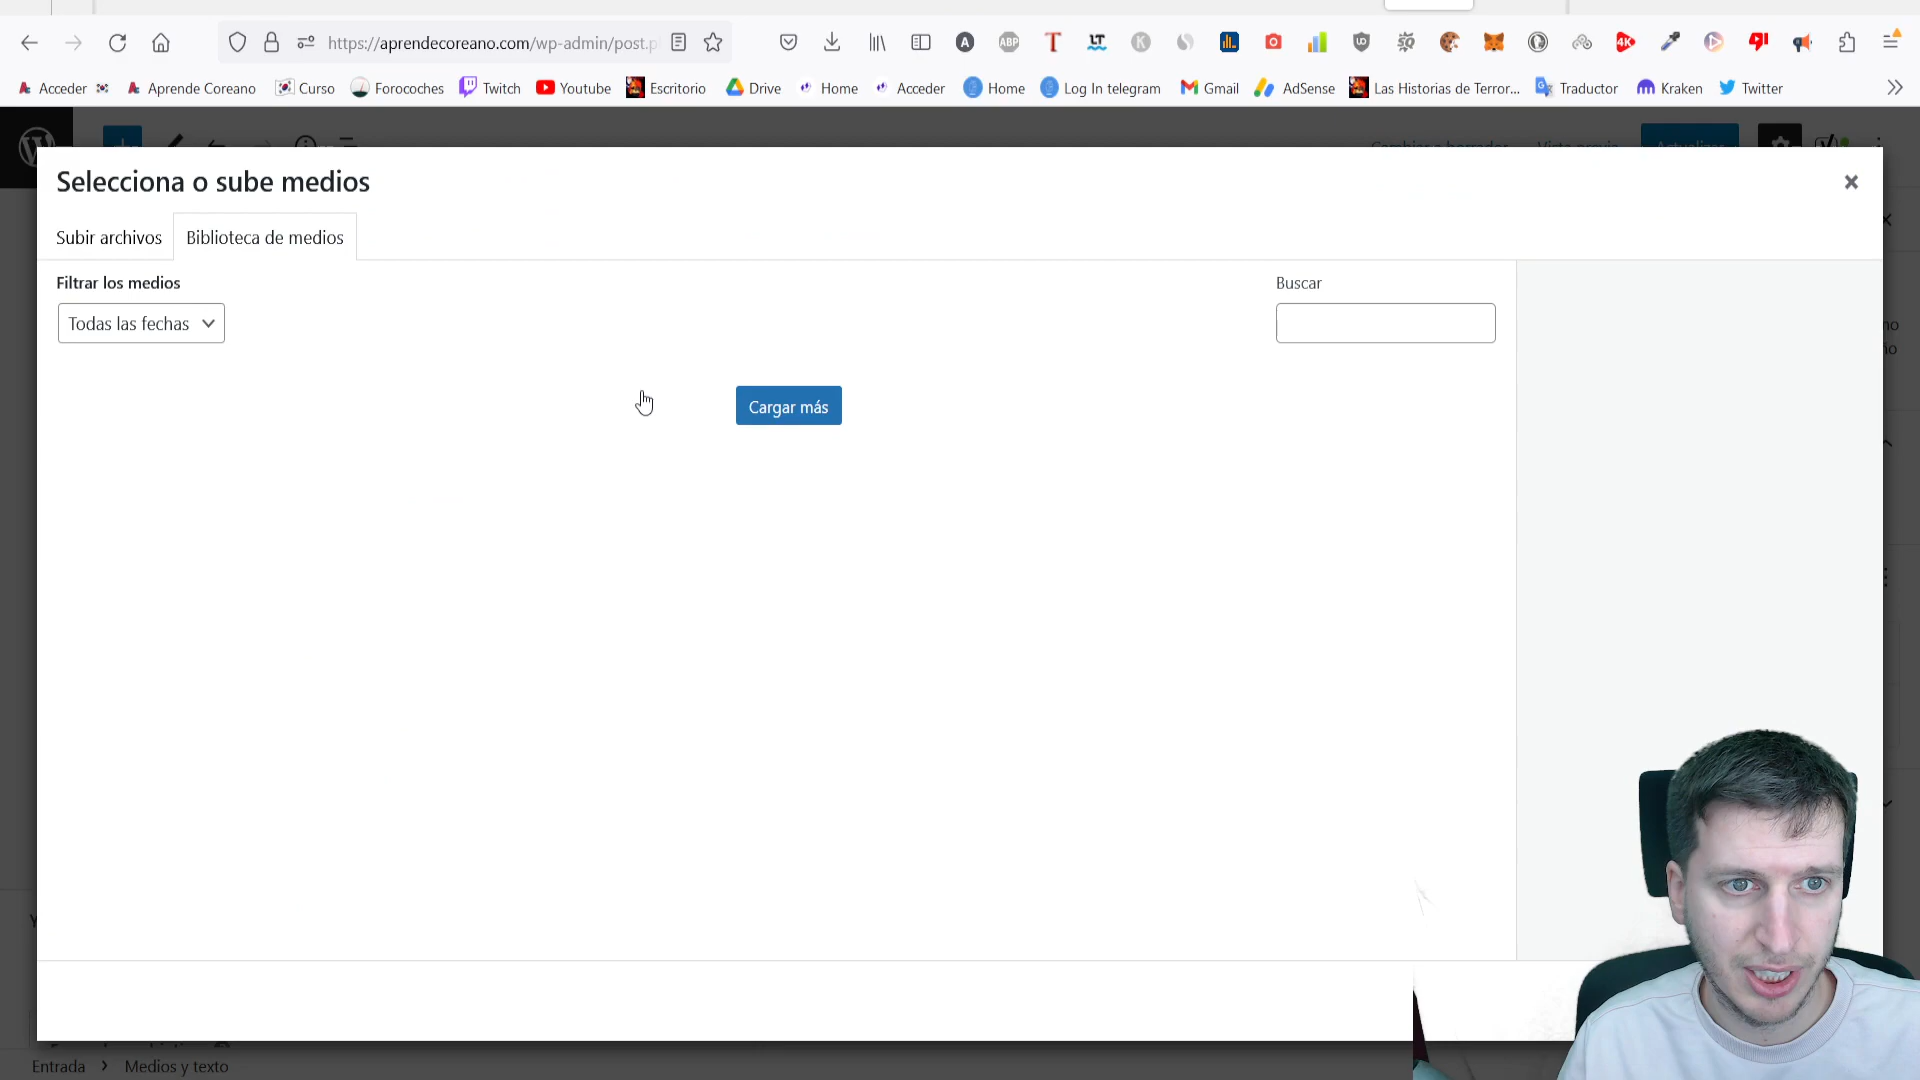 https://aprendecoreano.com/wp-admin/post.p
Acceder
Aprende Coreano
Curso
Forocoches
Twitch
Youtube
Escritorio
Drive
Home
Acceder
Home
Log In telegram
Gmail
AdSense
Las Historias de Terror...
Traductor
Kraken
Twitter
Selecciona o sube medios
Subir archivos
Biblioteca de medios
Filtrar los medios
Todas las fechas
Buscar
Cargar más
Entrada
Medios y texto